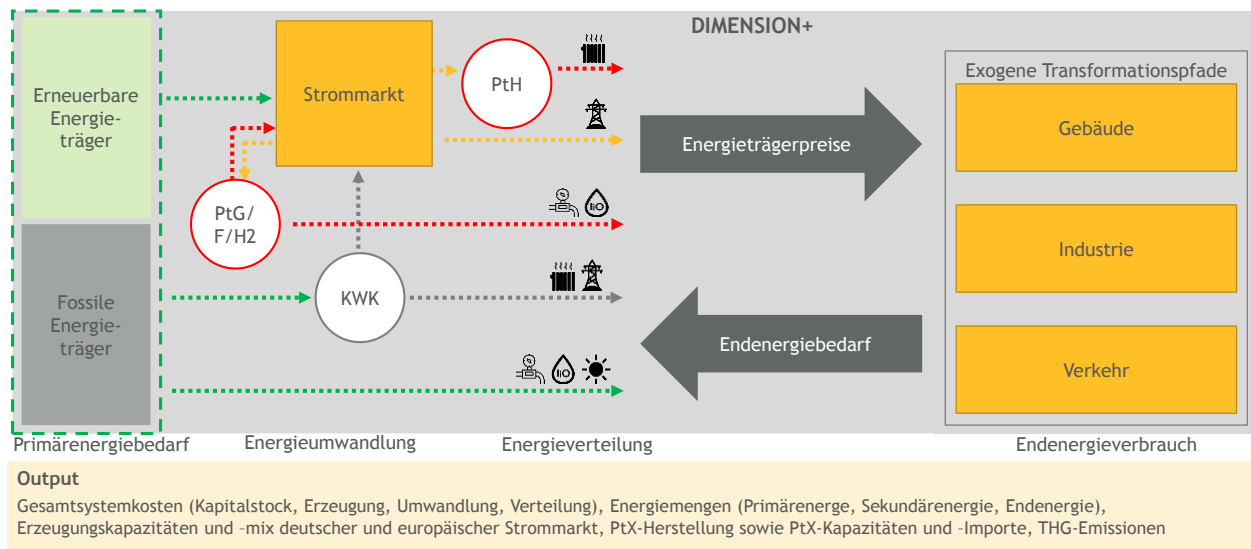 DIMENSION+
Erneuerbare
Energie-
träger
Strommarkt
PtH
PtG/
F/H2
Fossile
Energie-
träger
KWK
Energieträgerpreise
Endenergiebedarf
Exogene Transformationspfade
Gebäude
Industrie
Verkehr
Primärenergiebedarf
Energieumwandlung
Energieverteilung
Endenergieverbrauch
Output
Gesamtsystemkosten (Kapitalstock, Erzeugung, Umwandlung, Verteilung), Energiemengen (Primärenerge, Sekundärenergie, Endenergie),
Erzeugungskapazitäten und -mix deutscher und europäischer Strommarkt, PtX-Herstellung sowie PtX-Kapazitäten und -Importe, THG-Emissionen